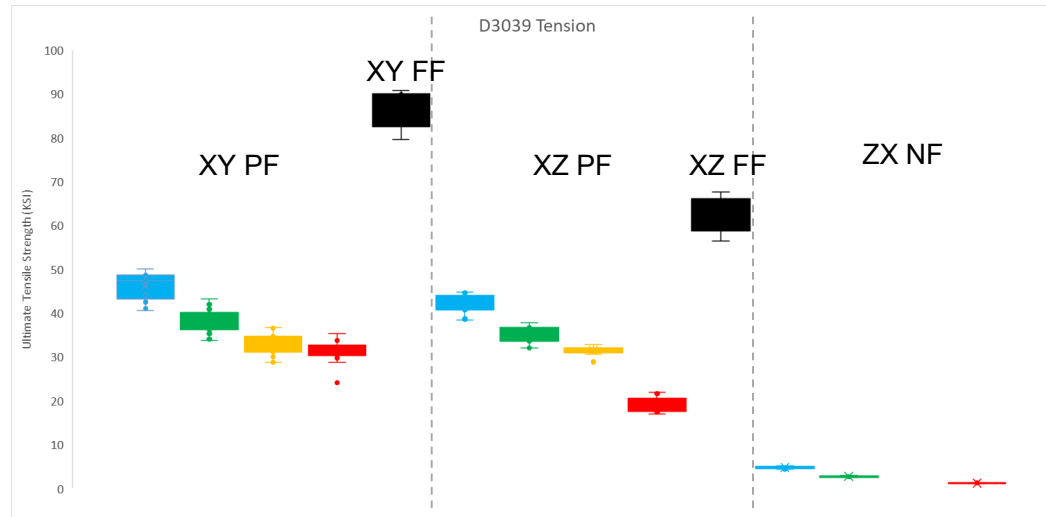 D3039 Tension
100
90
80
70
60
50
40
30
20
10
0
Ultimate Tensile Strength (KSI)
XY PF
XY FF
XZ PF
XZ FF
ZX NF